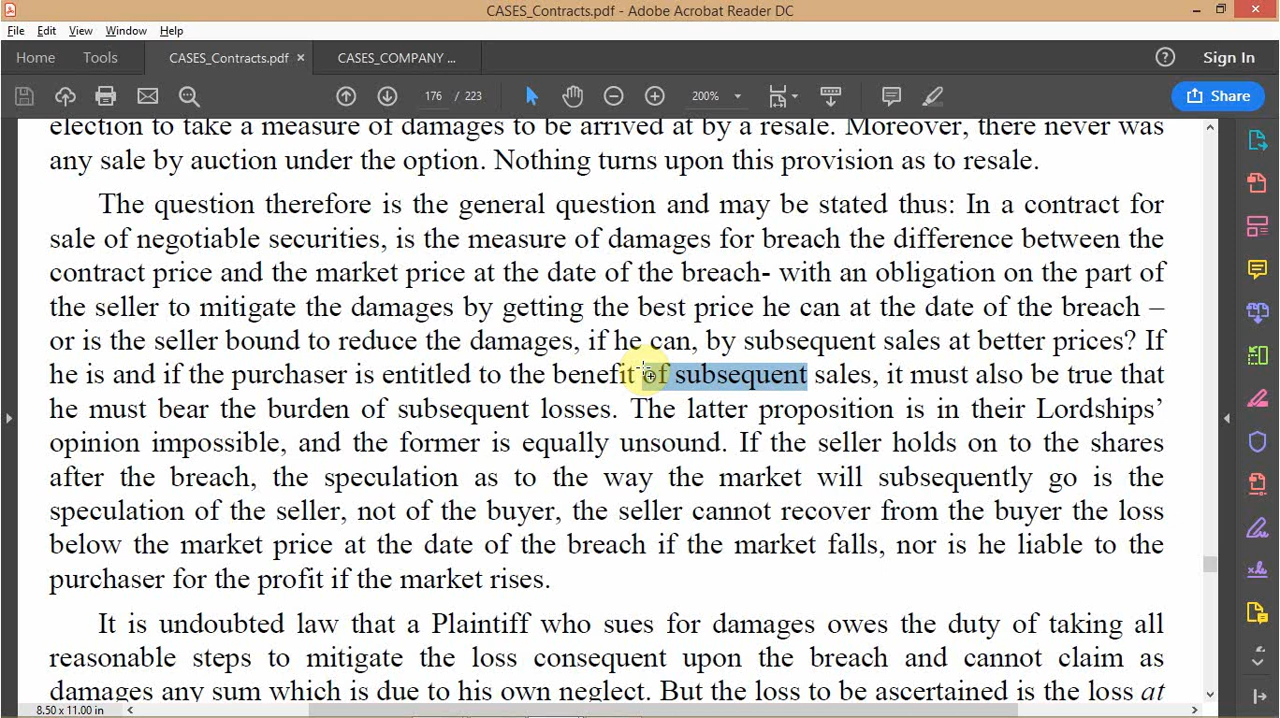 CASES_Contracts.pdf - Adobe Acrobat Reader DC
File Edit View Window Help
Home Tools CASES_Contracts.pdf × CASES_COMPANY ... Sign In
176 / 223 200% Share
election to take a measure of damages to be arrived at by a resale. Moreover, there never was
any sale by auction under the option. Nothing turns upon this provision as to resale.
The question therefore is the general question and may be stated thus: In a contract for
sale of negotiable securities, is the measure of damages for breach the difference between the
contract price and the market price at the date of the breach- with an obligation on the part of
the seller to mitigate the damages by getting the best price he can at the date of the breach –
or is the seller bound to reduce the damages, if he can, by subsequent sales at better prices? If
he is and if the purchaser is entitled to the benefit of subsequent sales, it must also be true that
he must bear the burden of subsequent losses. The latter proposition is in their Lordships’
opinion impossible, and the former is equally unsound. If the seller holds on to the shares
after the breach, the speculation as to the way the market will subsequently go is the
speculation of the seller, not of the buyer, the seller cannot recover from the buyer the loss
below the market price at the date of the breach if the market falls, nor is he liable to the
purchaser for the profit if the market rises.
It is undoubted law that a Plaintiff who sues for damages owes the duty of taking all
reasonable steps to mitigate the loss consequent upon the breach and cannot claim as
damages any sum which is due to his own neglect. But the loss to be ascertained is the loss at
8.50 x 11.00 in